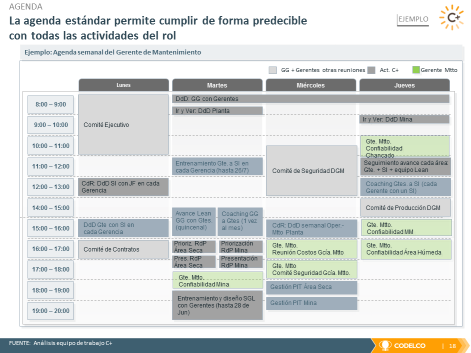 AGENDA
La agenda estándar permite cumplir de forma predecible
con todas las actividades del rol
EJEMPLO
C+
Ejemplo: Agenda semanal del Gerente de Mantenimiento
GG + Gerentes otras reuniones
Act. C+
Gerente Mtto
Lunes
Martes
Miércoles
Jueves
8:00 – 9:00
DdD: GG con Gerentes
Ir y Ver: DdD Planta
9:00 – 10:00
Comité Ejecutivo
Ir y Ver: DdD Mina
10:00 – 11:00
Gte. Mtto.
Confiabilidad
Chancado
11:00 – 12:00
Entrenamiento Gte. a SI en
cada Gerencia (hasta 29/7)
Comité de Seguridad DGM
Seguimiento avance cada área
Gte. + SI + equipo Lean
12:00 – 13:00
CdR: DdD SI con JF en cada
Gerencia
Coaching Gte. a SI (cada
Gerente con un SI)
14:00 – 15:00
Comité de Producción DGM
15:00 – 16:00
DdD Gte con SI en
cada Gerencia
Avance Lean
GG con Gtes.
(quincenal)
Coaching GG
a Gtes (1 vez
al mes)
CdR: DdD semanal Oper.-
Mtto. Planta
Gte. Mtto.
Confiabilidad MM
16:00 – 17:00
Comité de Contratos
Prioriz. RdP
Área Seca
Priorización
RdP Mina
Gte. Mtto.
Reunión Costos Gcía. Mtto
Gte. Mtto.
Confiabilidad Área Húmeda.
17:00 – 18:00
Pres. RdP
Área Seca
Presentación
RdP Mina
Gte. Mtto.
Confiabilidad Mina
Gte. Mtto.
Comité Seguridad Gcía. Mtto.
18:00 – 19:00
Gestión PIT Área Seca
19:00 – 20:00
Entrenamiento y diseño SGL
con Gerentes (hasta 28 de
Jun)
Gestión PIT Mina
FUENTE: Análisis equipo de trabajo C+
CODELCO
18